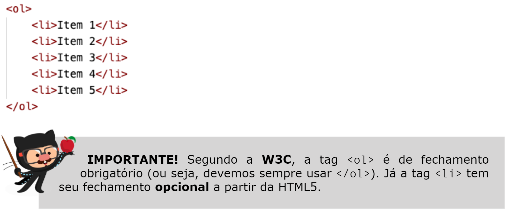 <ol>
<li>Item 1</li>
<li>Item 2</li>
<li>Item 3</li>
<li>Item 4</li>
<li>Item 5</li>
</ol>
IMPORTANTE! Segundo a W3C, a tag <ol> é de fechamento
obrigatório (ou seja, devemos sempre usar </ol>). Já a tag <li> tem
seu fechamento opcional a partir da HTML5.